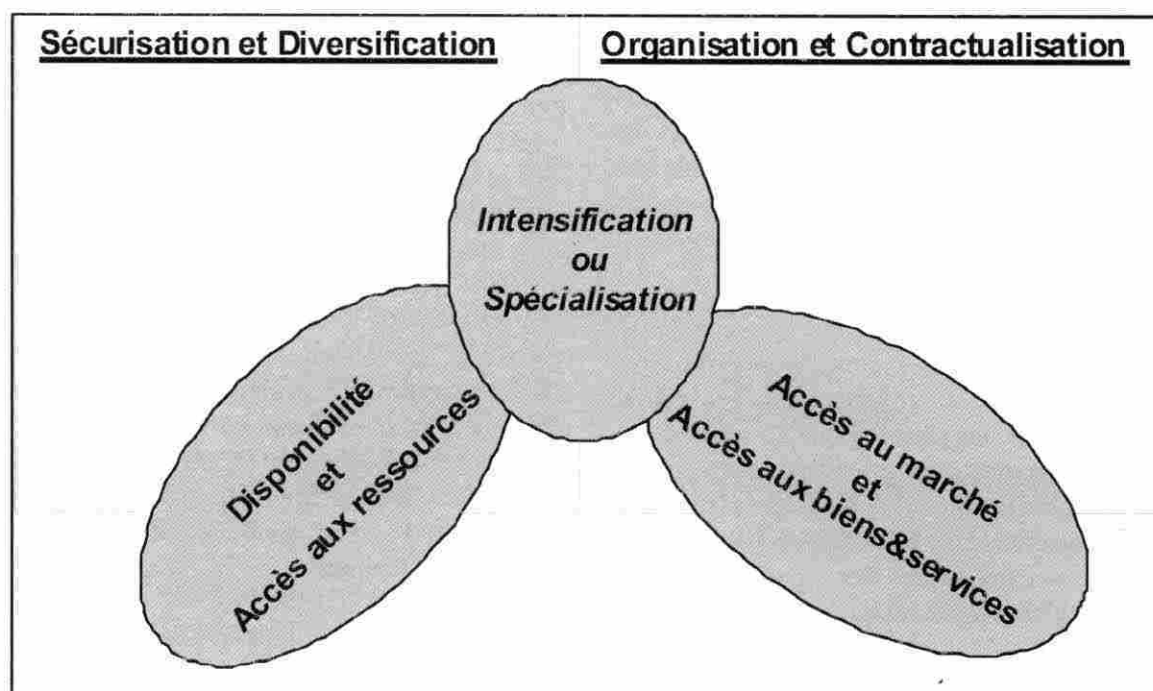 Sécurisation et Diversification
Organisation et Contractualisation
Intensification
ou
Spécialisation
Disponibilité
et
Accès aux ressources
Accès au marché
et
Accès aux biens&services